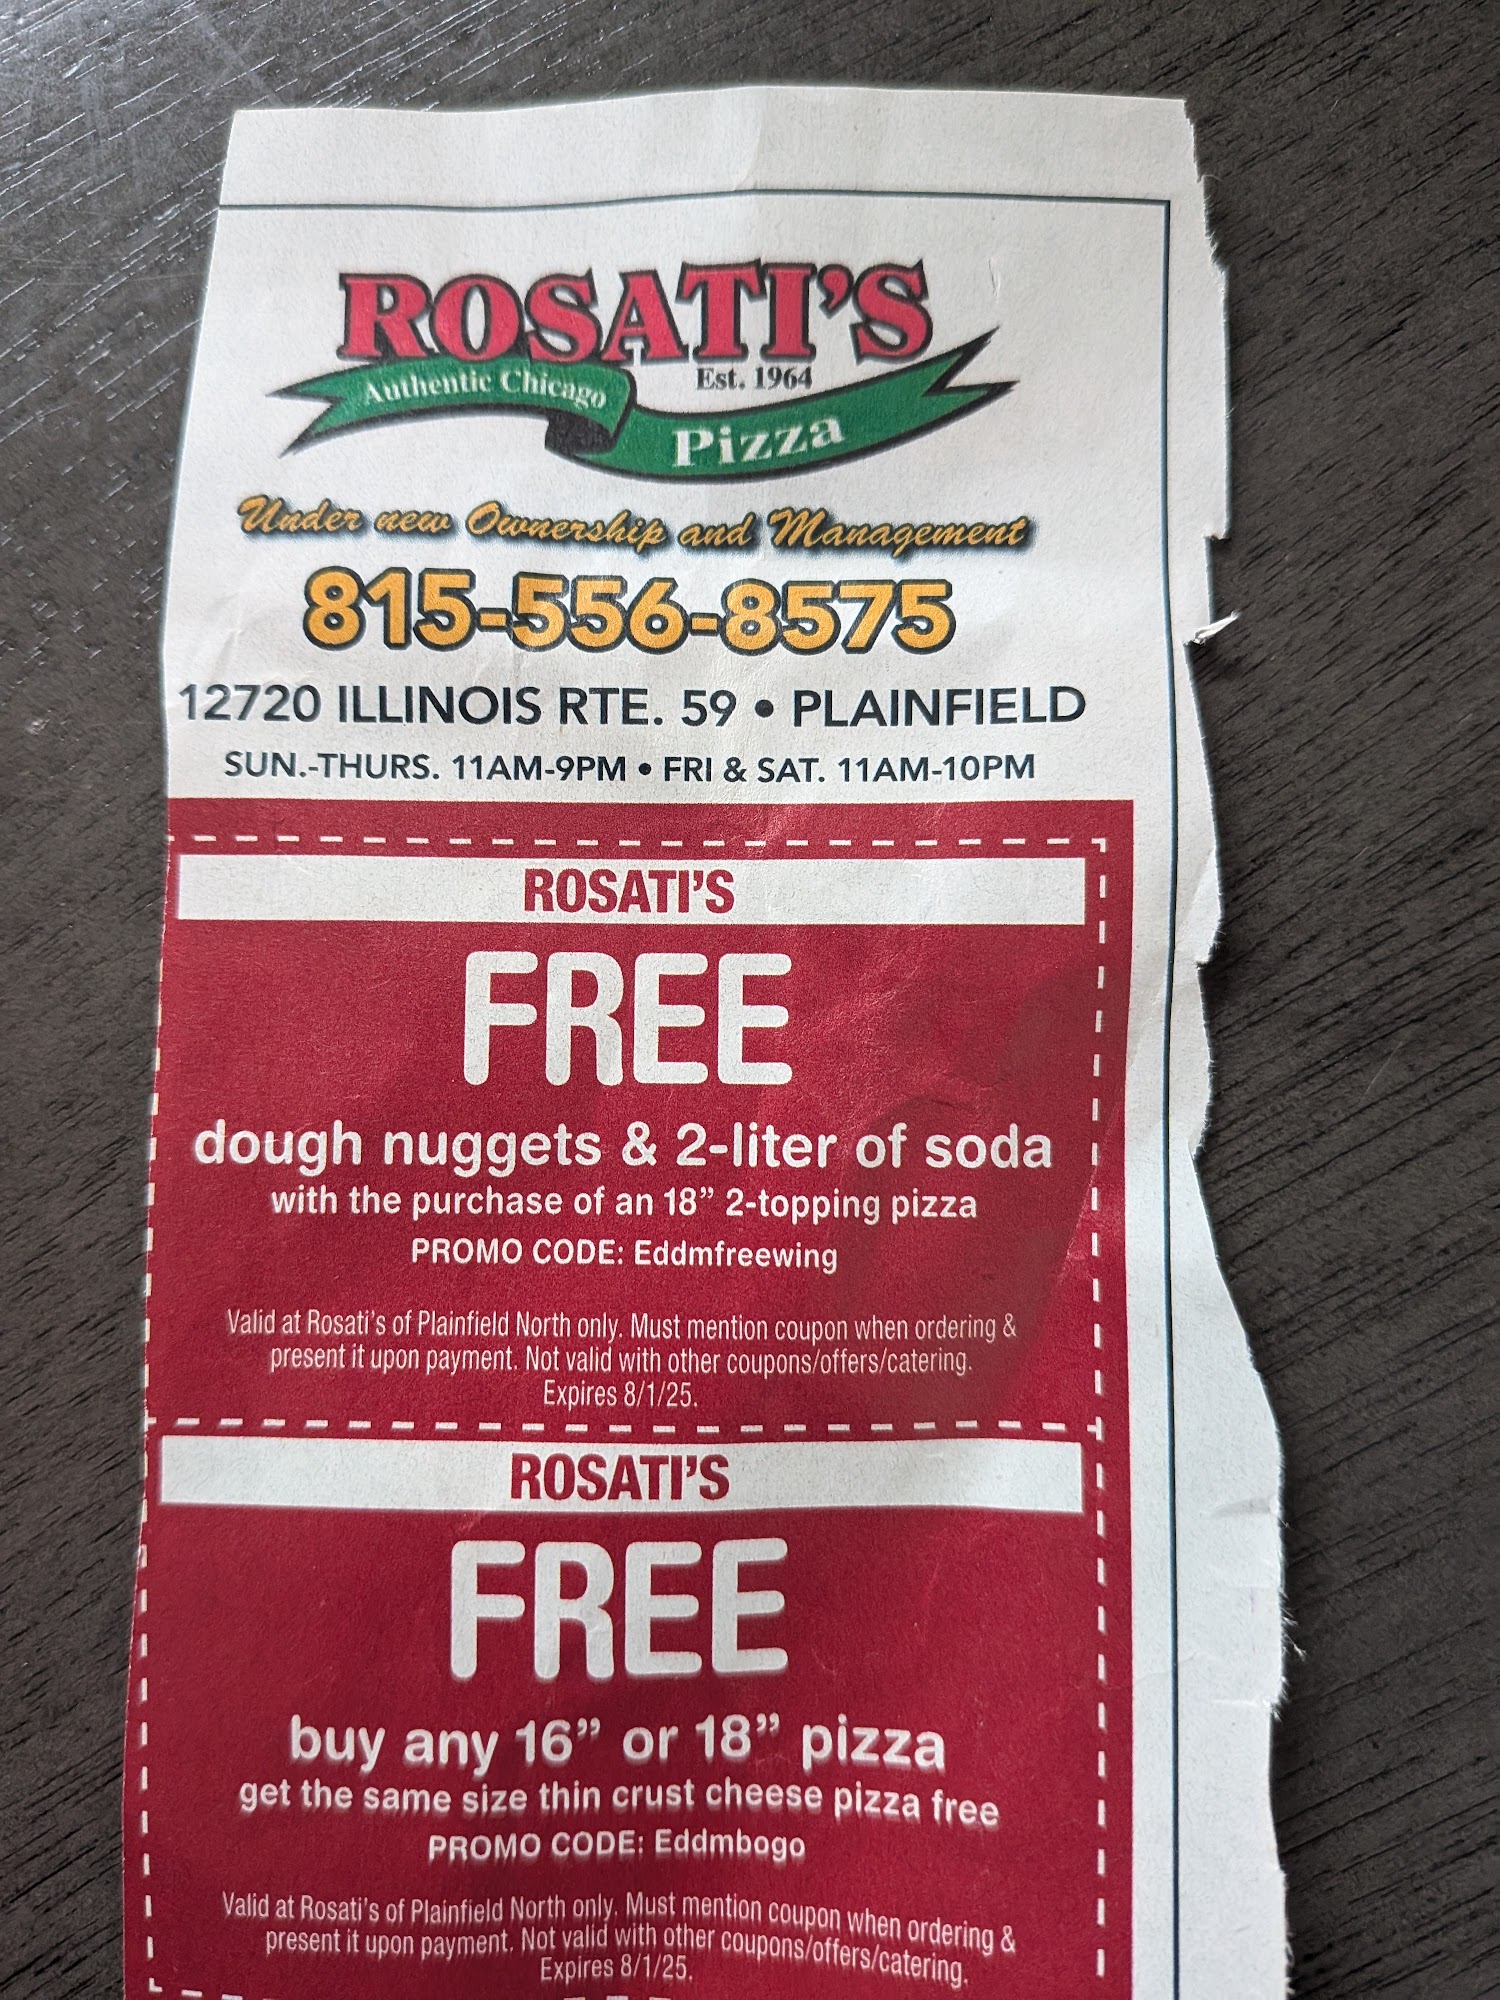 ROSATI'S
Est. 1964
Authentic Chicago
Pizza
Under new Ownership and Management
815-556-8575
12720 ILLINOIS RTE. 59 • PLAINFIELD
SUN.-THURS. 11AM-9PM • FRI & SAT. 11AM-10PM
ROSATI'S
FREE
dough nuggets & 2-liter of soda
with the purchase of an 18” 2-topping pizza
PROMO CODE: Eddmfreewing
Valid at Rosati's of Plainfield North only. Must mention coupon when ordering &
present it upon payment. Not valid with other coupons/offers/catering.
Expires 8/1/25.
ROSATI'S
FREE
buy any 16” or 18” pizza
get the same size thin crust cheese pizza free
PROMO CODE: Eddmbogo
Valid at Rosati's of Plainfield North only. Must mention coupon when ordering &
present it upon payment. Not valid with other coupons/offers/catering.
Expires 8/1/25.